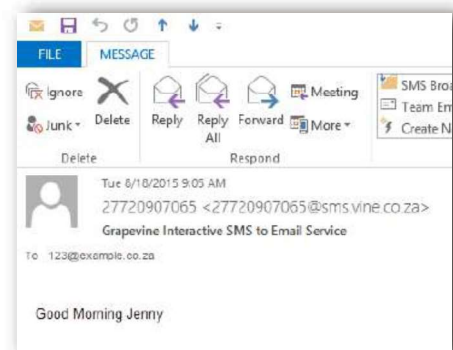 FILE MESSAGE
Ignore
Junk
Delete
Reply
Reply All
Forward
Meeting
More
SMS
Team
Create
Delete
Respond
Tue 8/18/2015 9:05 AM
27720907065 <27720907065@sms.vine.co.za>
Grapevine Interactive SMS to Email Service
To 123@example.co.za
Good Morning Jenny